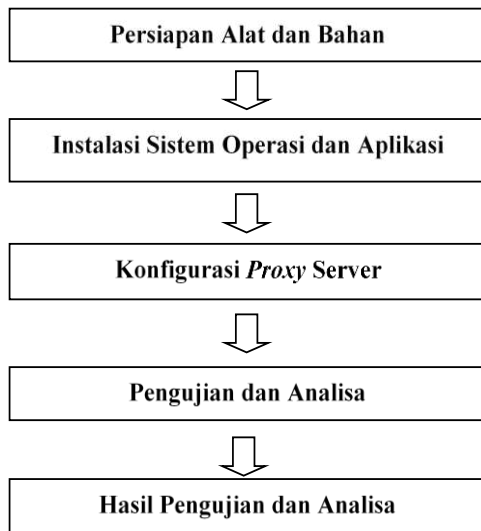 Persiapan Alat dan Bahan
Instalasi Sistem Operasi dan Aplikasi
Konfigurasi Proxy Server
Pengujian dan Analisa
Hasil Pengujian dan Analisa